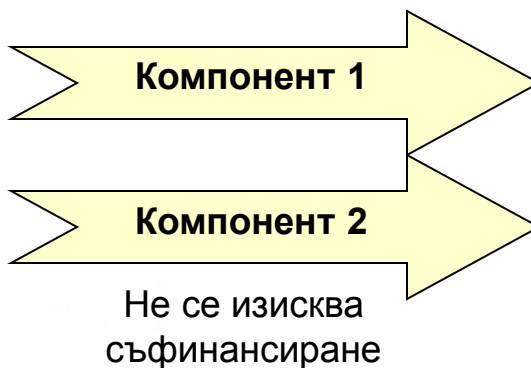 Компонент 1
Компонент 2
Не се изисква
съфинансиране